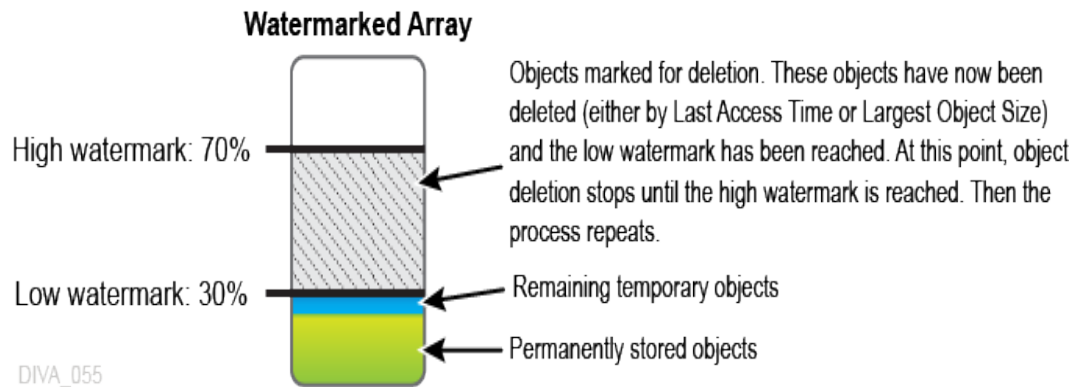 Watermarked Array
Objects marked for deletion. These objects have now been
deleted (either by Last Access Time or Largest Object Size)
High watermark: 70%
and the low watermark has been reached. At this point, object
deletion stops until the high watermark is reached. Then the
process repeats.
Low watermark: 30%
Remaining temporary objects
Permanently stored objects
DIVA_055